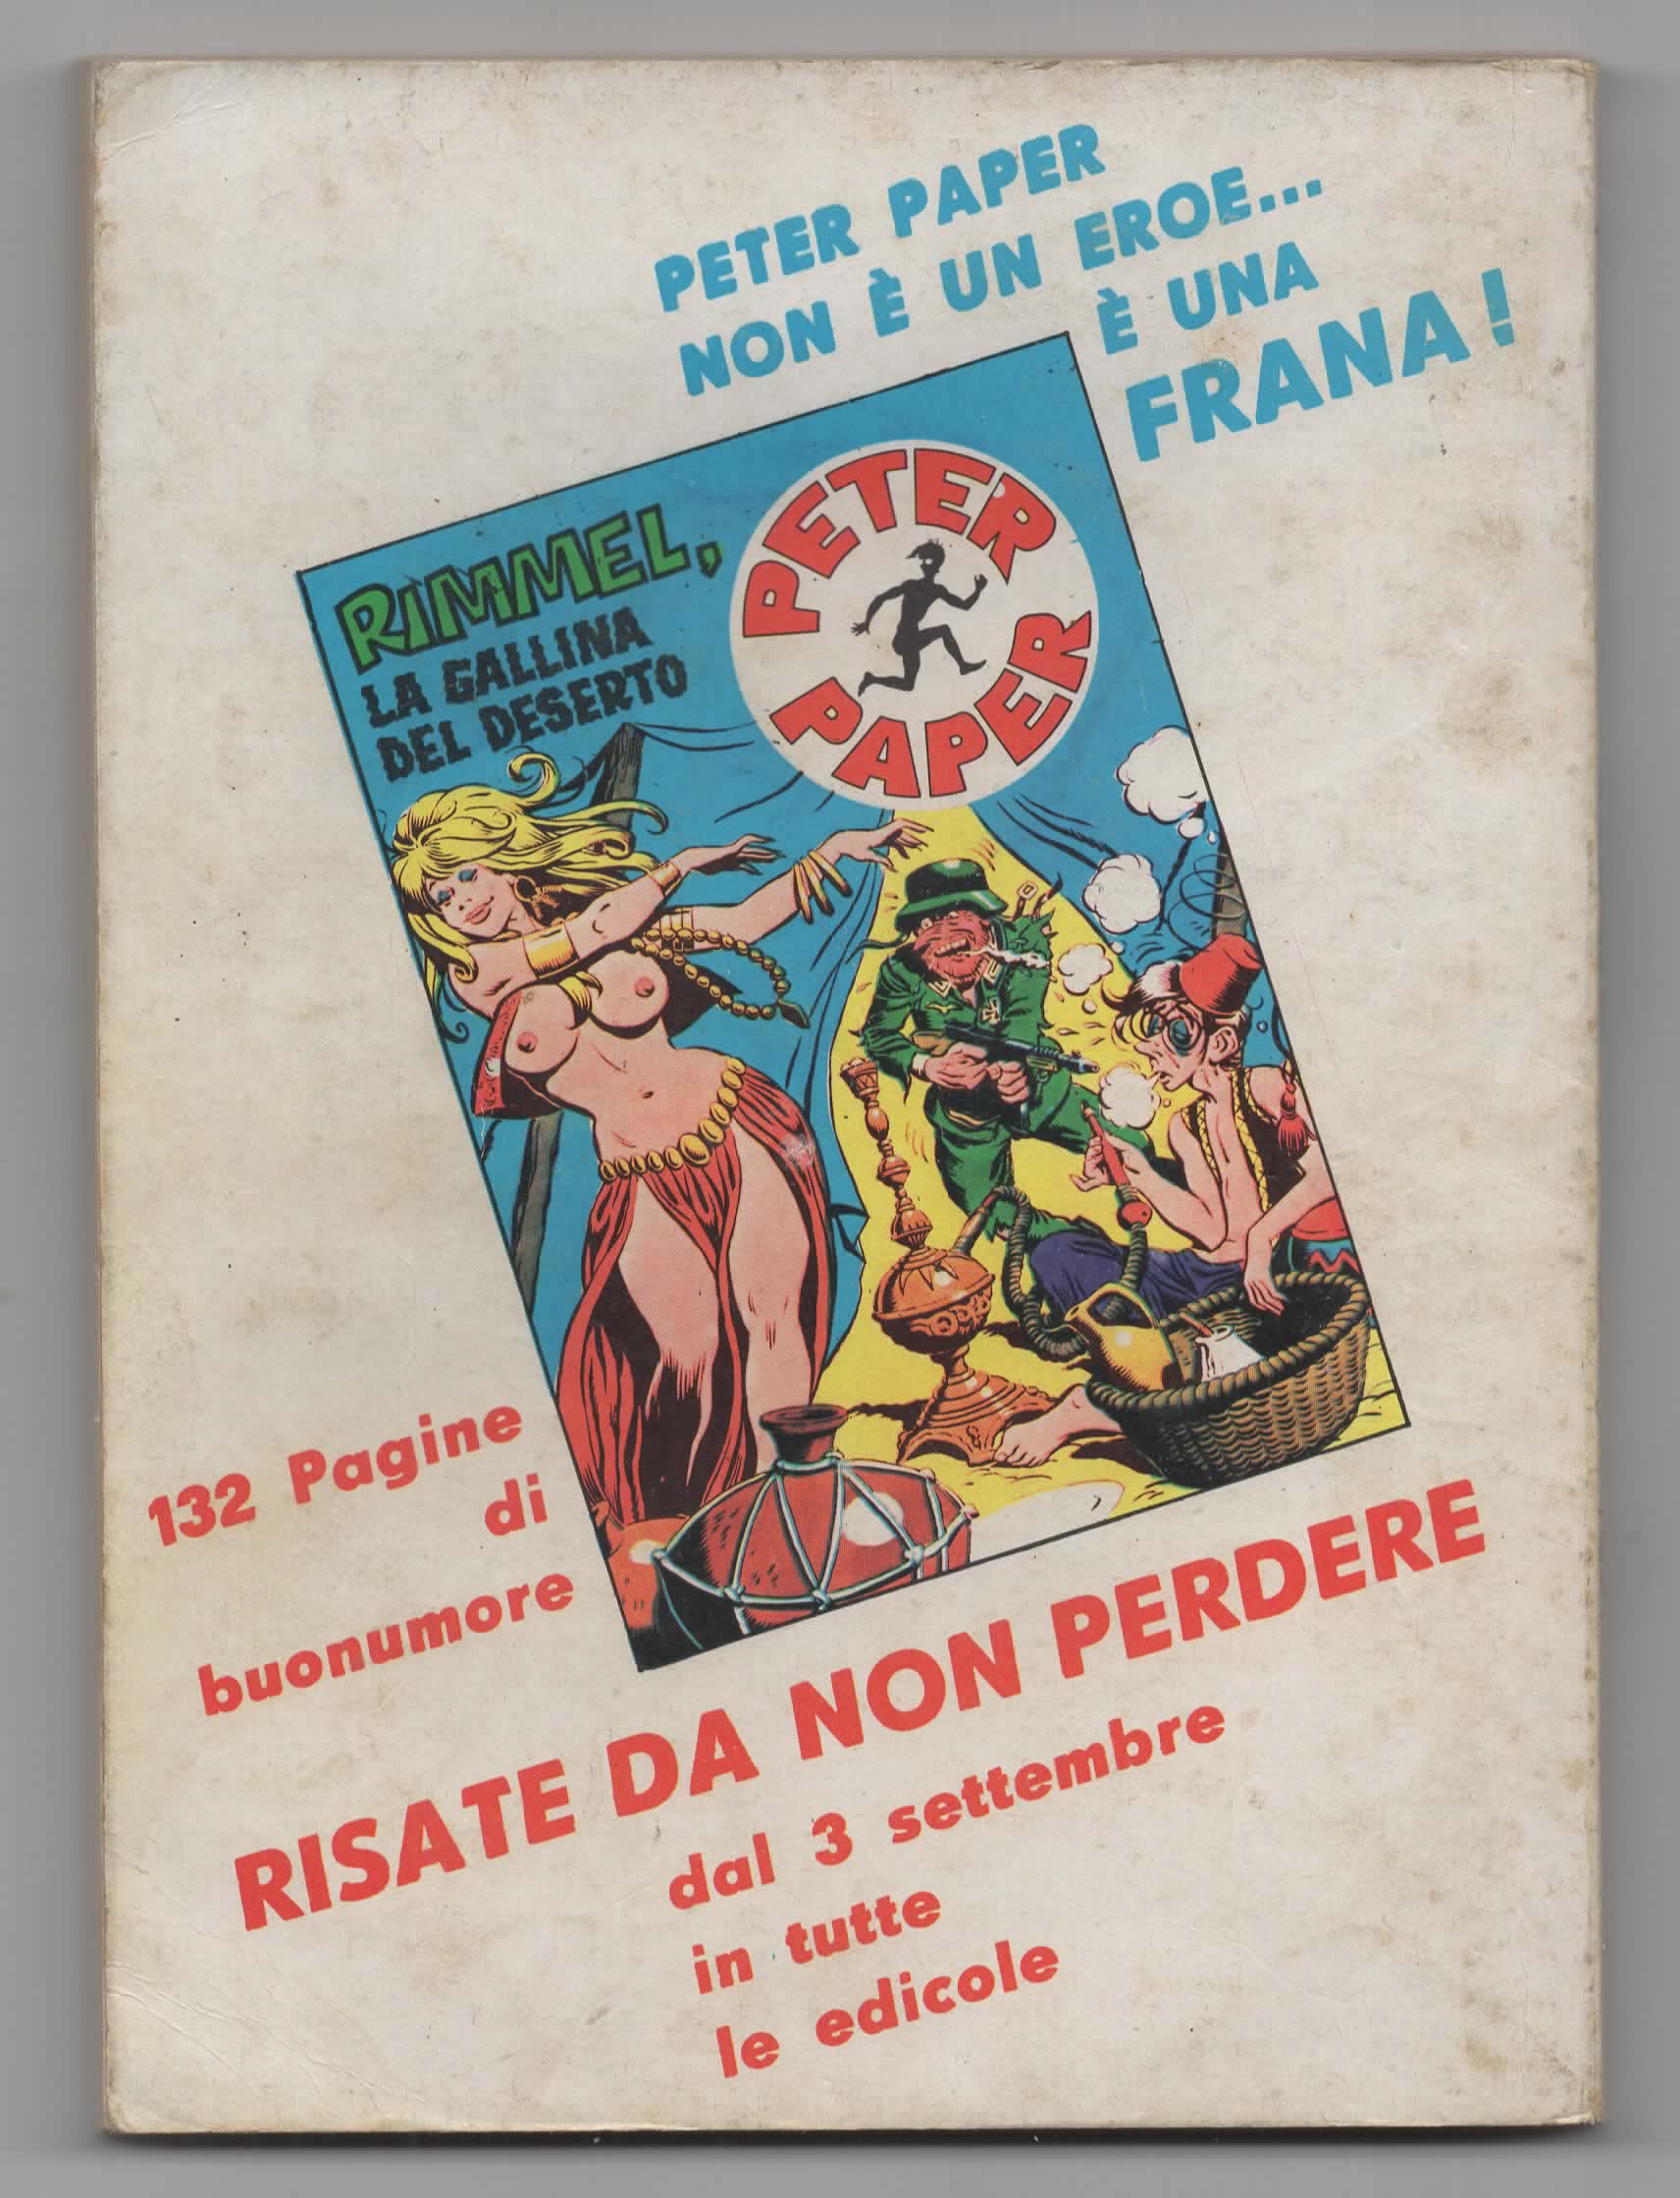 PETER PAPER
NON È UN EROE...
È UNA
FRANA!
RIMMEL,
LA GALLINA
DEL DESERTO
PETER
PAPER
132 Pagine
di
buonumore
RISATE DA NON PERDERE
dal 3 settembre
in tutte
le edicole